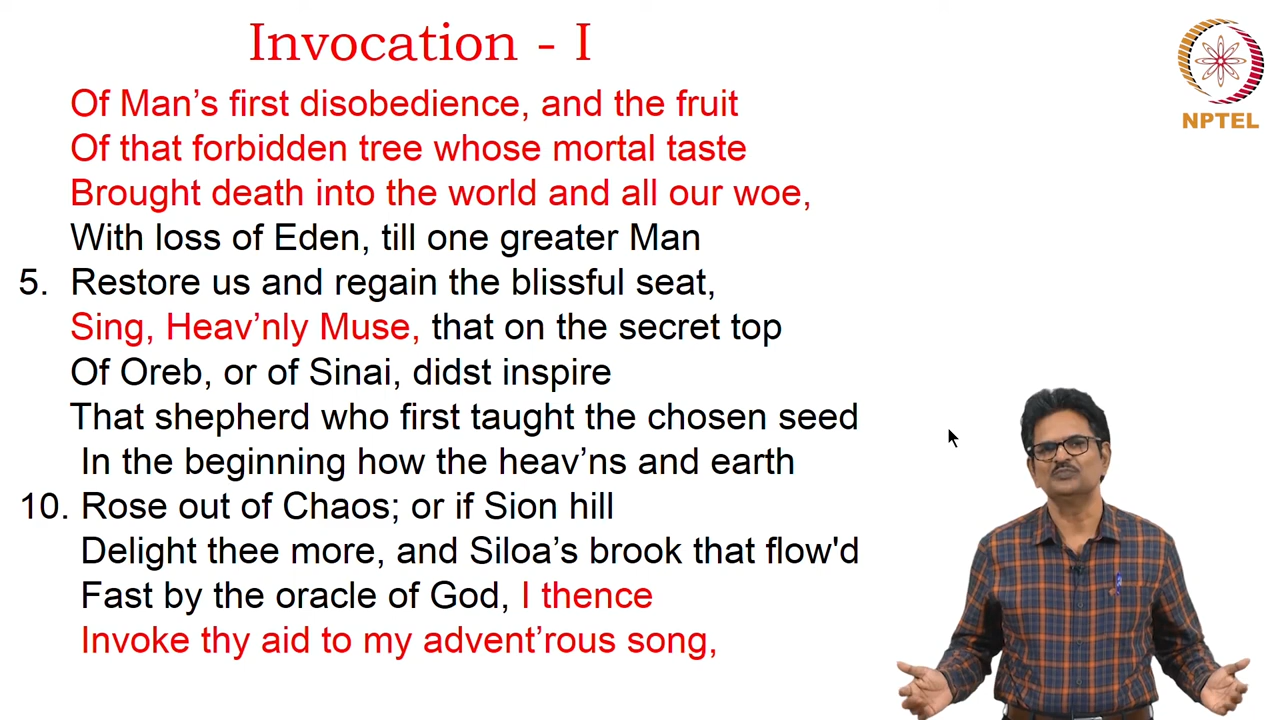 Invocation - I
NPTEL
Of Man’s first disobedience, and the fruit
Of that forbidden tree whose mortal taste
Brought death into the world and all our woe,
With loss of Eden, till one greater Man
5. Restore us and regain the blissful seat,
Sing, Heav’nly Muse, that on the secret top
Of Oreb, or of Sinai, didst inspire
That shepherd who first taught the chosen seed
In the beginning how the heav’ns and earth
10. Rose out of Chaos; or if Sion hill
Delight thee more, and Siloa’s brook that flow'd
Fast by the oracle of God, I thence
Invoke thy aid to my advent’rous song,